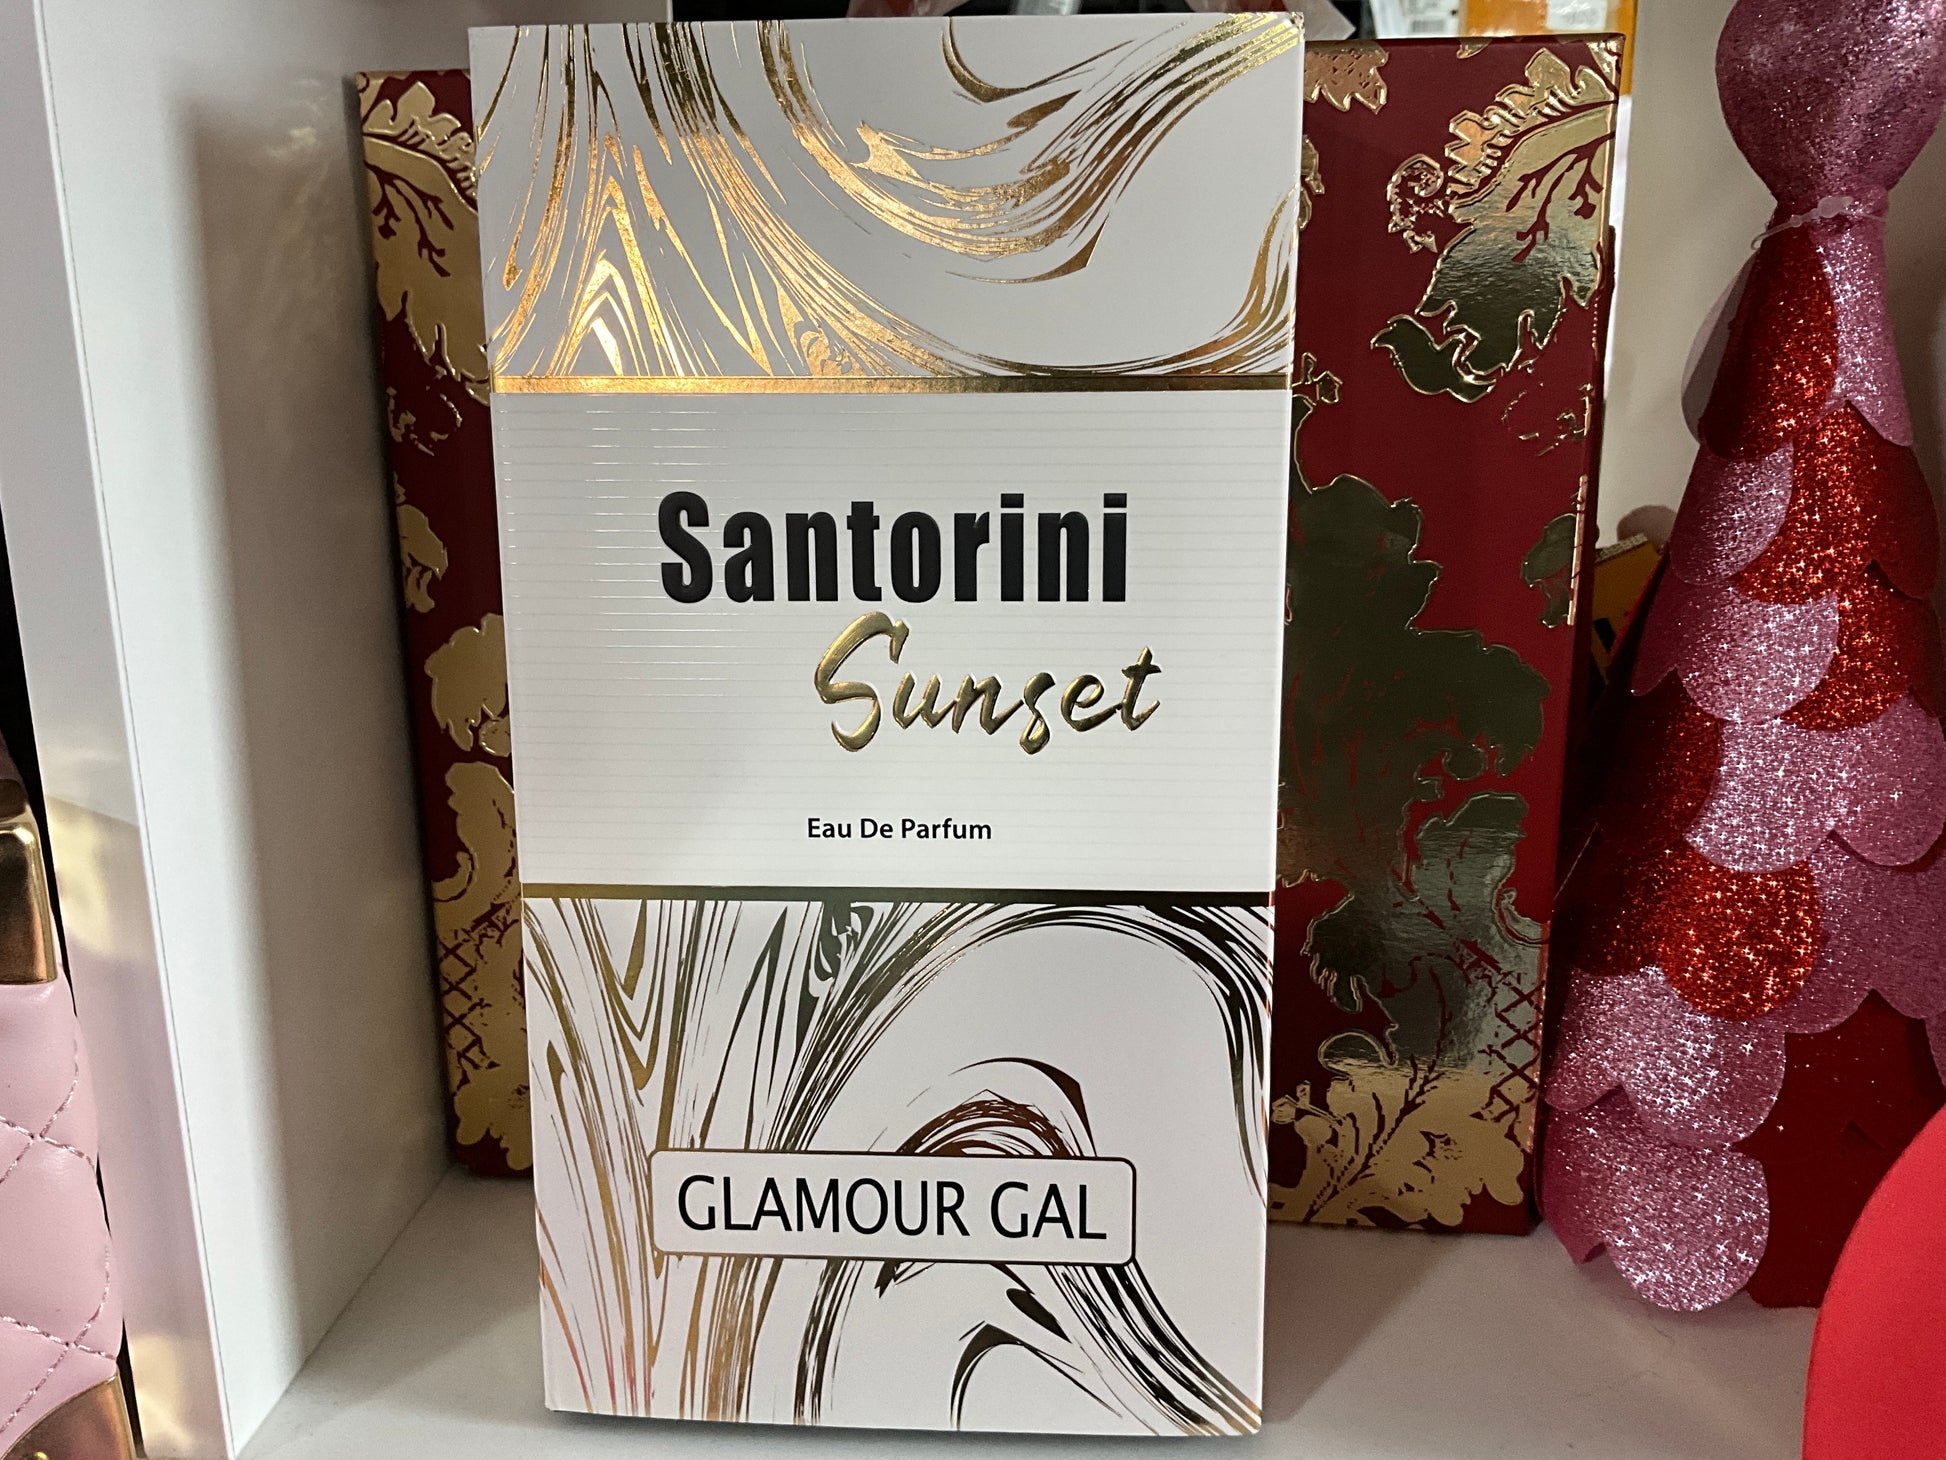 Santorini
Sunset
Eau De Parfum
GLAMOUR GAL